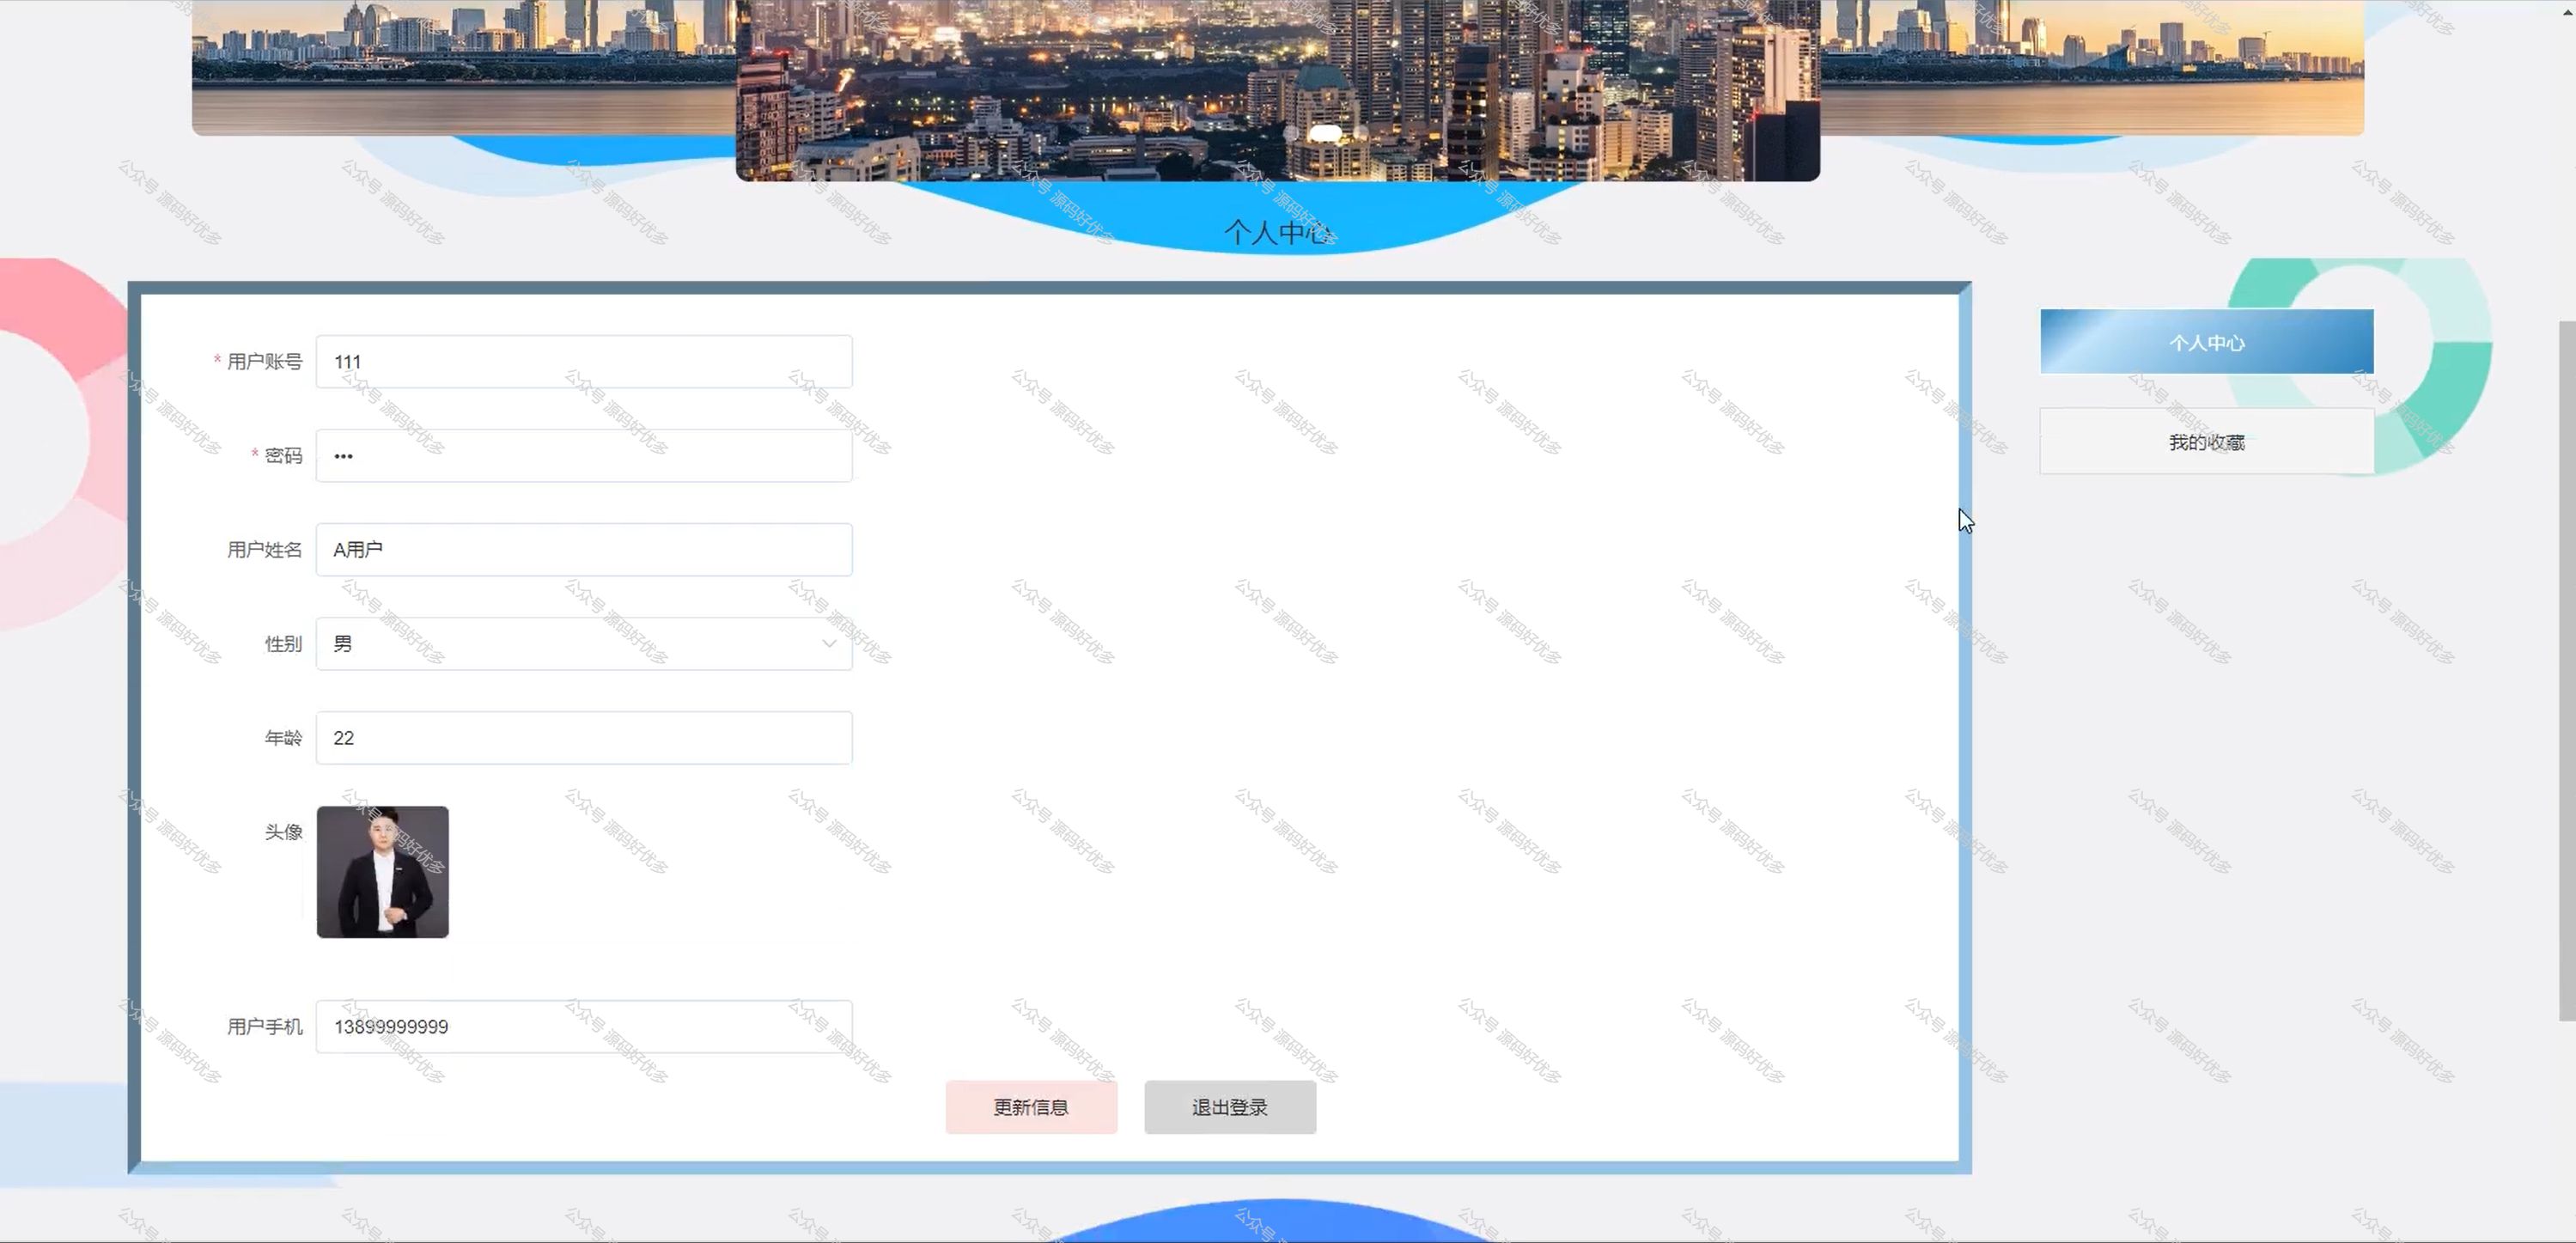 个人中心
* 用户账号 111
个人中心
我的收藏
* 密码 •••
用户姓名 A用户
性别 男
年龄 22
头像
用户手机 13899999999
更新信息 退出登录
公众号 源码好优多